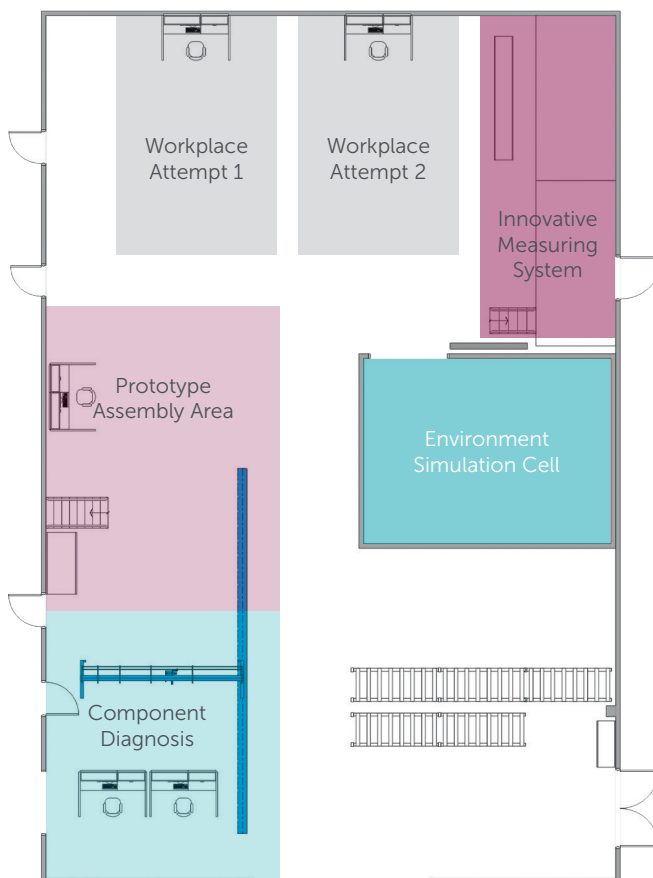 Workplace
Attempt 1
Workplace
Attempt 2
Innovative
Measuring
System
Prototype
Assembly Area
Environment
Simulation Cell
Component
Diagnosis